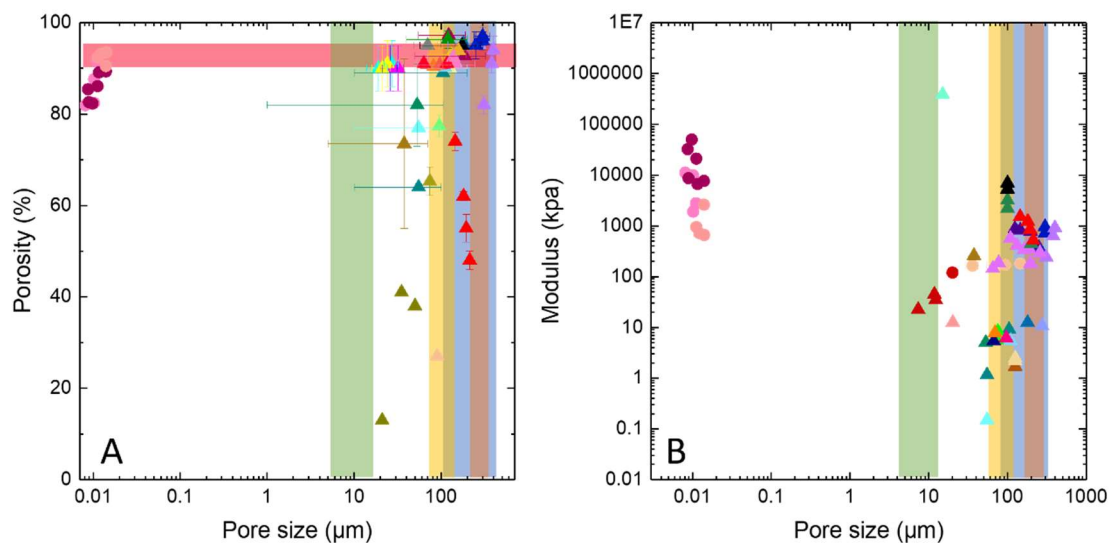 100
80
60
40
20
0
Porosity (%)
A
0.01 0.1 1 10 100
Pore size (µm)
1E7
1000000
100000
10000
1000
100
10
1
0.1
0.01
Modulus (kpa)
B
0.01 0.1 1 10 100 1000
Pore size (µm)